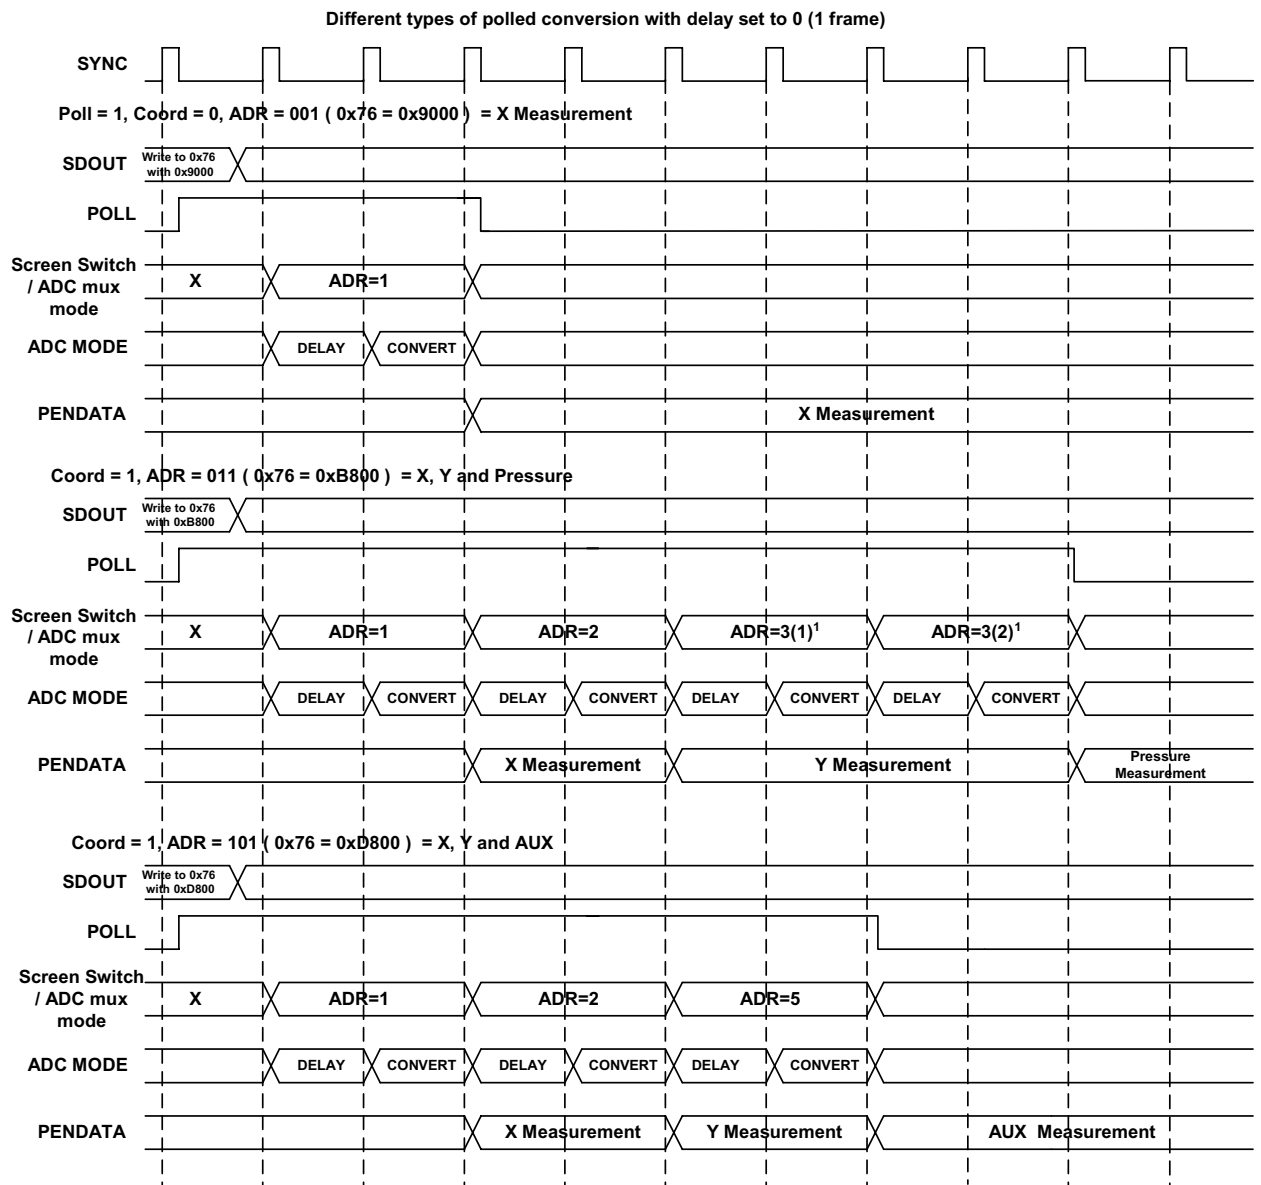 Different types of polled conversion with delay set to 0 (1 frame)
SYNC
Poll = 1, Coord = 0, ADR = 001 ( 0x76 = 0x9000 ) = X Measurement
SDOUT
Write to 0x76
with 0x9000
POLL
Screen Switch
/ ADC mux
mode
X
ADR=1
ADC MODE
DELAY
CONVERT
PENDATA
X Measurement
Coord = 1, ADR = 011 ( 0x76 = 0xB800 ) = X, Y and Pressure
SDOUT
Write to 0x76
with 0xB800
POLL
Screen Switch
/ ADC mux
mode
X
ADR=1
ADR=2
ADR=3(1)¹
ADR=3(2)¹
ADC MODE
DELAY
CONVERT
DELAY
CONVERT
DELAY
CONVERT
DELAY
CONVERT
PENDATA
X Measurement
Y Measurement
Pressure
Measurement
Coord = 1, ADR = 101 ( 0x76 = 0xD800 ) = X, Y and AUX
SDOUT
Write to 0x76
with 0xD800
POLL
Screen Switch
/ ADC mux
mode
X
ADR=1
ADR=2
ADR=5
ADC MODE
DELAY
CONVERT
DELAY
CONVERT
DELAY
CONVERT
PENDATA
X Measurement
Y Measurement
AUX Measurement